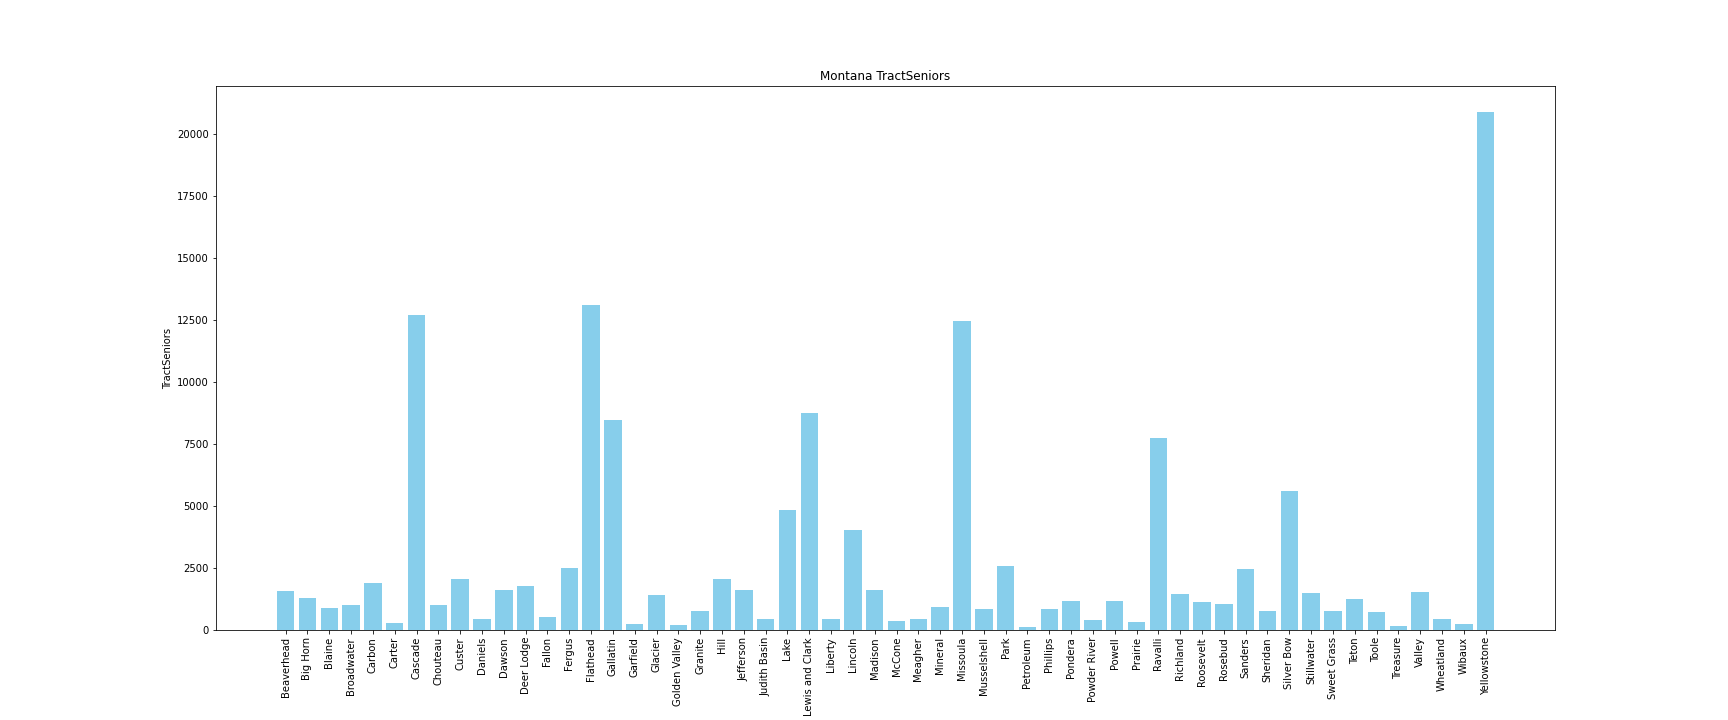 Montana TractSeniors
TractSeniors
20000
17500
15000
12500
10000
7500
5000
2500
0
Beaverhead
Big Horn
Blaine
Broadwater
Carbon
Carter
Cascade
Chouteau
Custer
Daniels
Dawson
Deer Lodge
Fallon
Fergus
Flathead
Gallatin
Garfield
Glacier
Golden Valley
Granite
Hill
Jefferson
Judith Basin
Lake
Lewis and Clark
Liberty
Lincoln
Madison
McCone
Meagher
Mineral
Missoula
Musselshell
Park
Petroleum
Phillips
Pondera
Powder River
Powell
Prairie
Ravalli
Richland
Roosevelt
Rosebud
Sanders
Sheridan
Silver Bow
Stillwater
Sweet Grass
Teton
Toole
Treasure
Valley
Wheatland
Wibaux
Yellowstone